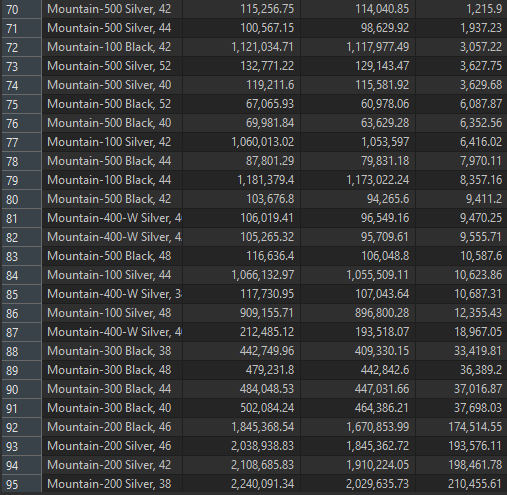 70 Mountain-500 Silver, 42 115,256.75 114,040.85 1,215.9
71 Mountain-500 Silver, 44 100,567.15 98,629.92 1,937.23
72 Mountain-100 Black, 42 1,121,034.71 1,117,977.49 3,057.22
73 Mountain-500 Silver, 52 132,771.22 129,143.47 3,627.75
74 Mountain-500 Silver, 40 119,211.6 115,581.92 3,629.68
75 Mountain-500 Black, 52 67,065.93 60,978.06 6,087.87
76 Mountain-500 Black, 40 69,981.84 63,629.28 6,352.56
77 Mountain-100 Silver, 42 1,060,013.02 1,053,597 6,416.02
78 Mountain-500 Black, 44 87,801.29 79,831.18 7,970.11
79 Mountain-100 Black, 44 1,181,379.4 1,173,022.24 8,357.16
80 Mountain-500 Black, 42 103,676.8 94,265.6 9,411.2
81 Mountain-400-W Silver, 4 106,019.41 96,549.16 9,470.25
82 Mountain-400-W Silver, 4 105,265.32 95,709.61 9,555.71
83 Mountain-500 Black, 48 116,636.4 106,048.8 10,587.6
84 Mountain-100 Silver, 44 1,066,132.97 1,055,509.11 10,623.86
85 Mountain-400-W Silver, 3 117,730.95 107,043.64 10,687.31
86 Mountain-100 Silver, 48 909,155.71 896,800.28 12,355.43
87 Mountain-400-W Silver, 4 212,485.12 193,518.07 18,967.05
88 Mountain-300 Black, 38 442,749.96 409,330.15 33,419.81
89 Mountain-300 Black, 48 479,231.8 442,842.6 36,389.2
90 Mountain-300 Black, 44 484,048.53 447,031.66 37,016.87
91 Mountain-300 Black, 40 502,084.24 464,386.21 37,698.03
92 Mountain-200 Black, 46 1,845,368.54 1,670,853.99 174,514.55
93 Mountain-200 Silver, 46 2,038,938.83 1,845,362.72 193,576.11
94 Mountain-200 Silver, 42 2,108,685.83 1,910,224.05 198,461.78
95 Mountain-200 Silver, 38 2,240,091.34 2,029,635.73 210,455.61